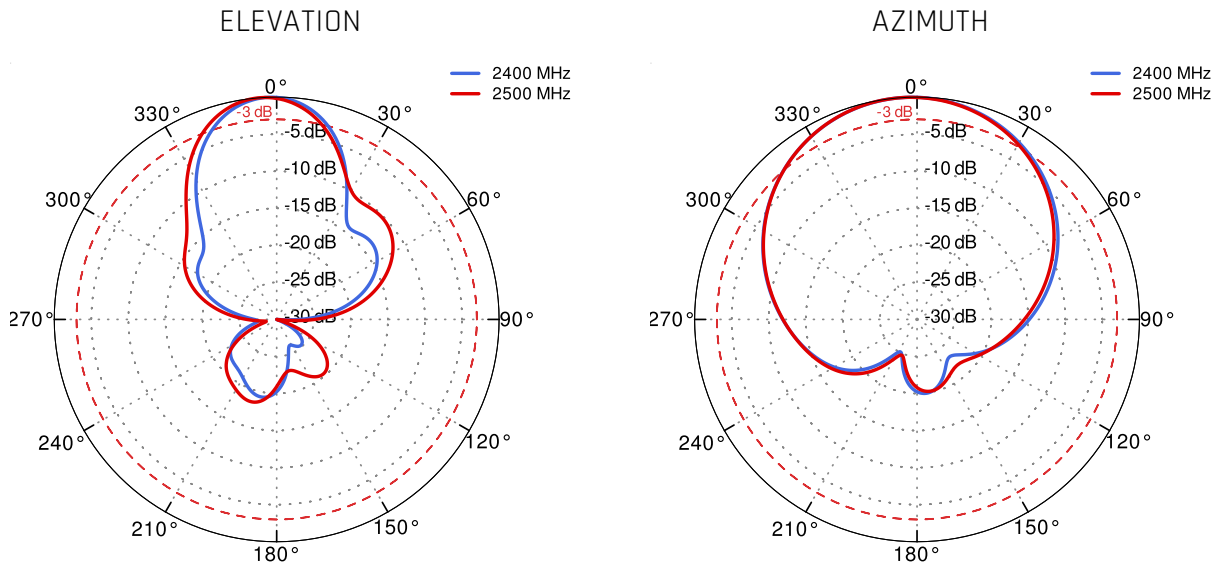 ELEVATION
2400 MHz
2500 MHz
0°
-3 dB
330°
30°
-5 dB
-10 dB
300°
60°
-15 dB
-20 dB
-25 dB
-30 dB
270°
90°
240°
120°
210°
150°
180°
AZIMUTH
2400 MHz
2500 MHz
0°
-3 dB
330°
30°
-5 dB
-10 dB
300°
60°
-15 dB
-20 dB
-25 dB
-30 dB
270°
90°
240°
120°
210°
150°
180°